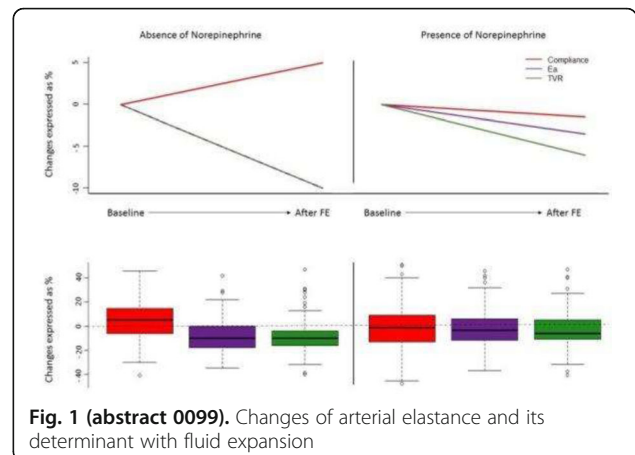 Absence of Norepinephrine
Presence of Norepinephrine
Compliance
Ea
TVR
Changes expressed as %
5
0
-5
-10
Baseline
After FE
Baseline
After FE
Changes expressed as %
40
20
0
-20
-40
Fig. 1 (abstract 0099). Changes of arterial elastance and its
determinant with fluid expansion